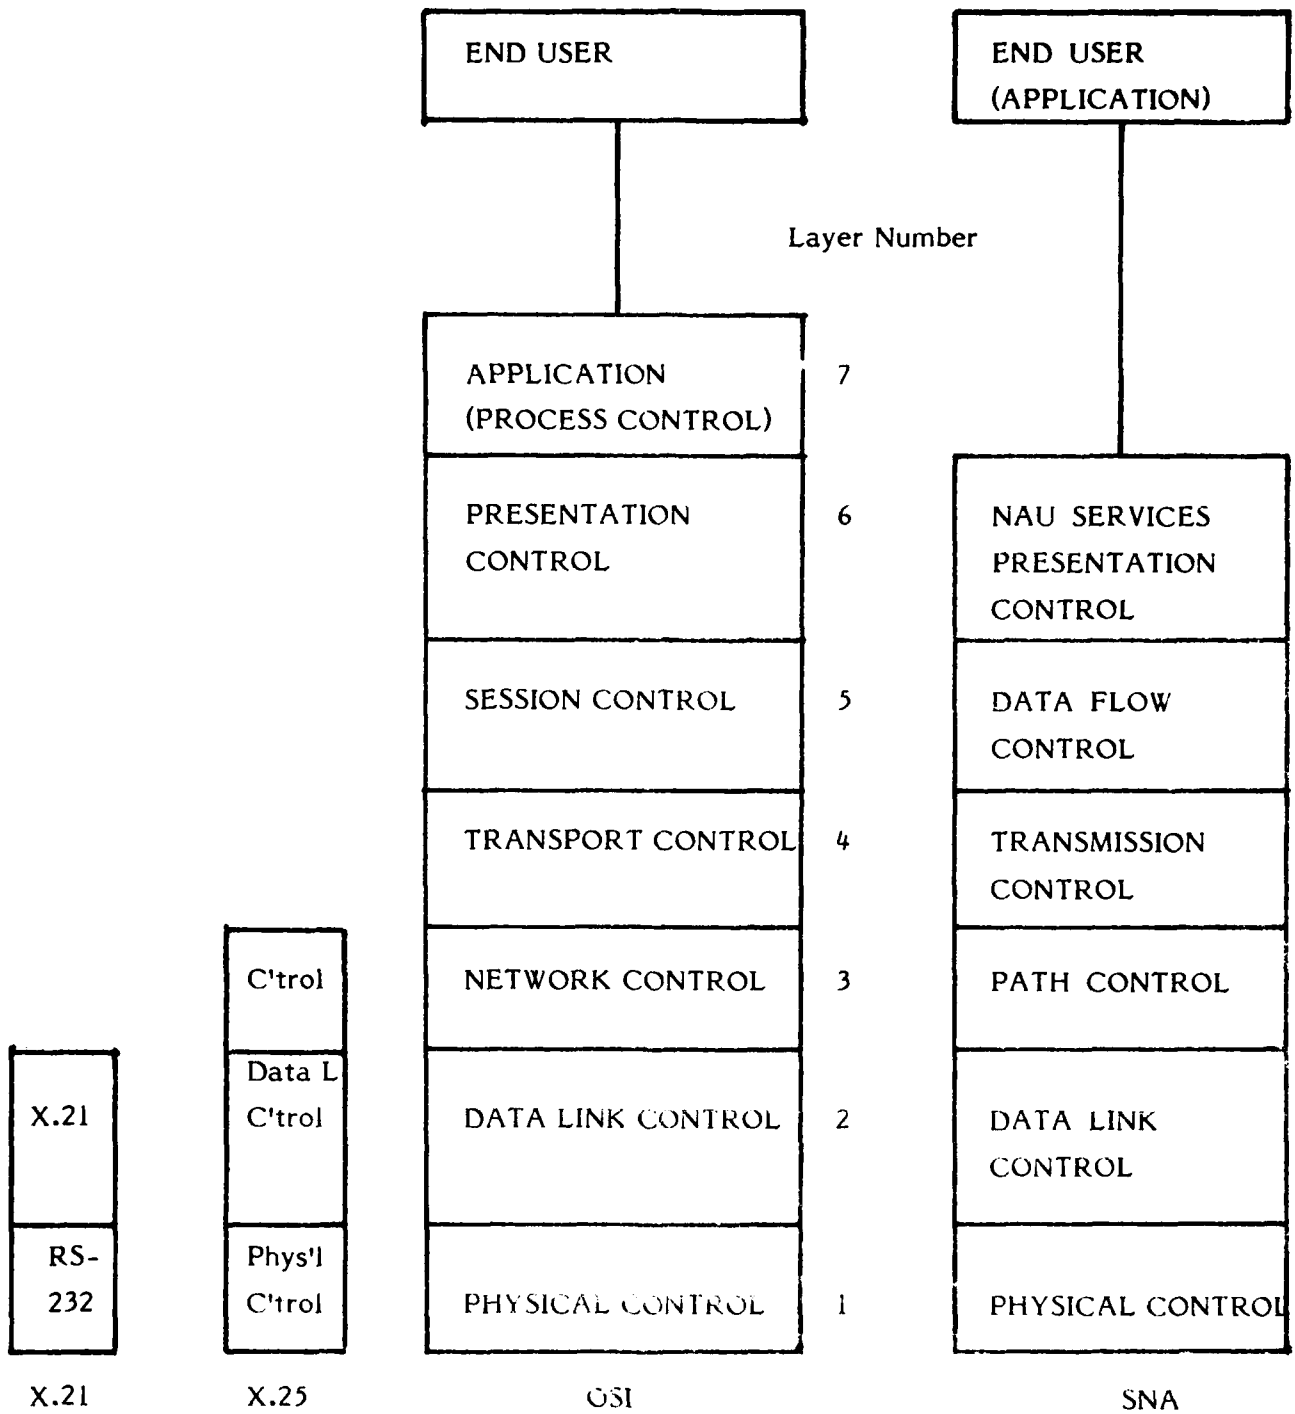 END USER
END USER
(APPLICATION)
Layer Number
APPLICATION
(PROCESS CONTROL)
7
PRESENTATION
CONTROL
6
NAU SERVICES
PRESENTATION
CONTROL
SESSION CONTROL
5
DATA FLOW
CONTROL
TRANSPORT CONTROL
4
TRANSMISSION
CONTROL
C'trol
NETWORK CONTROL
3
PATH CONTROL
X.21
Data L
C'trol
DATA LINK CONTROL
2
DATA LINK
CONTROL
RS-
232
Phys'l
C'trol
PHYSICAL CONTROL
1
PHYSICAL CONTROL
X.21
X.25
OSI
SNA